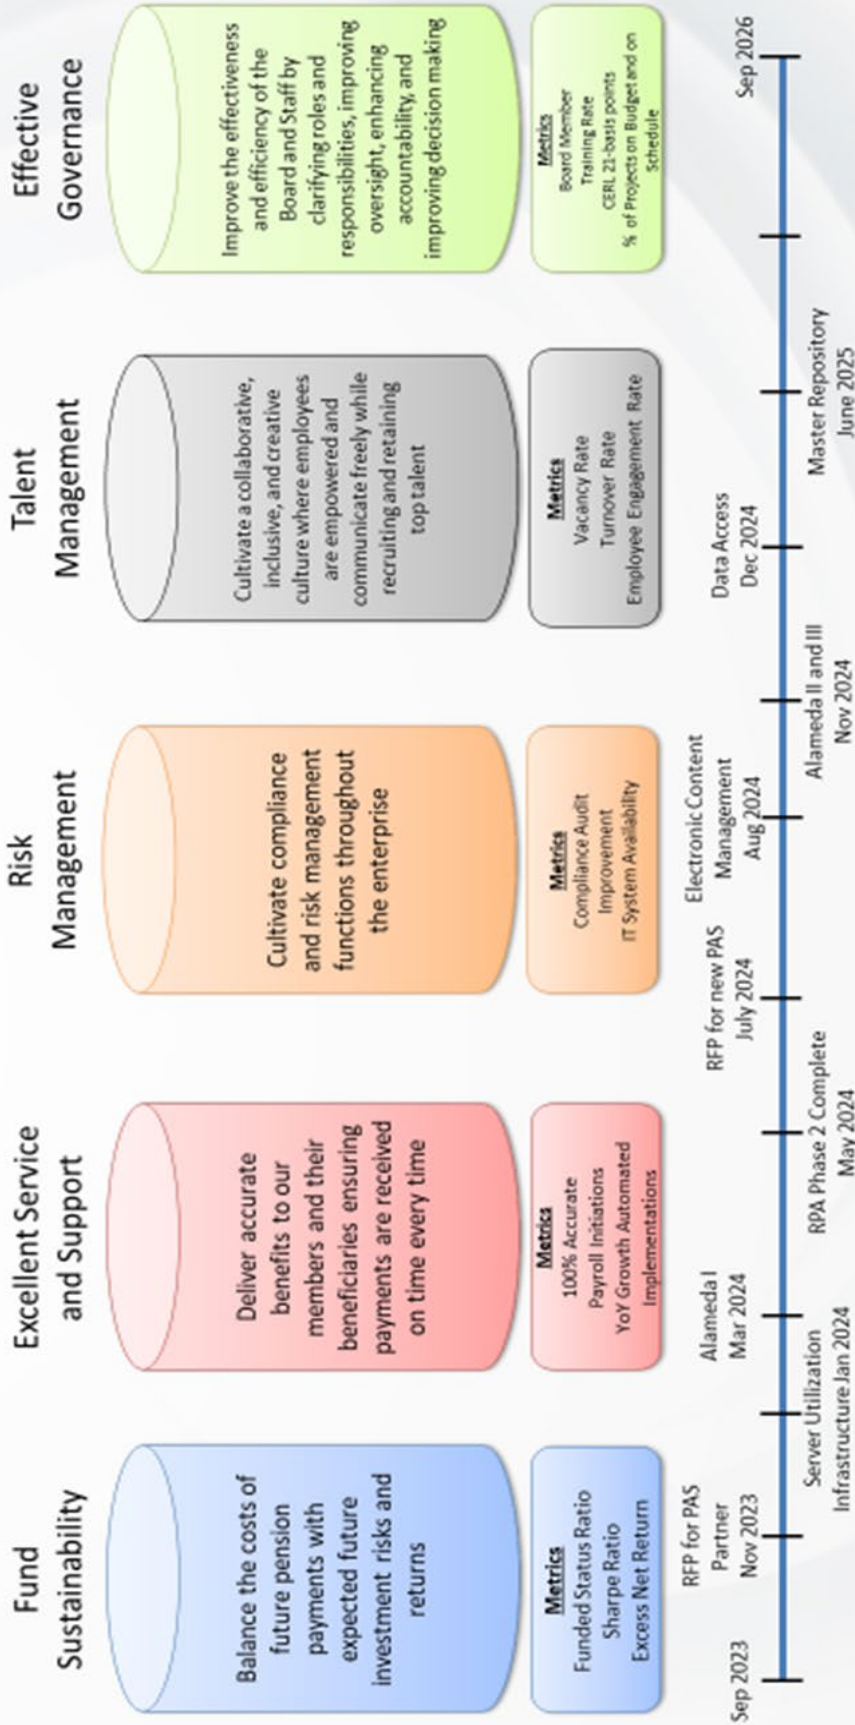 Fund
Sustainability
Balance the costs of
future pension
payments with
expected future
investment risks and
returns
Metrics
Funded Status Ratio
Sharpe Ratio
Excess Net Return
Excellent Service
and Support
Deliver accurate
benefits to our
members and their
beneficiaries ensuring
payments are received
on time every time
Metrics
100% Accurate
Payroll Initiations
YoY Growth Automated
Implementations
Risk
Management
Cultivate compliance
and risk management
functions throughout
the enterprise
Metrics
Compliance Audit
Improvement
IT System Availability
Talent
Management
Cultivate a collaborative,
inclusive, and creative
culture where employees
are empowered and
communicate freely while
recruiting and retaining
top talent
Metrics
Vacancy Rate
Turnover Rate
Employee Engagement Rate
Effective
Governance
Improve the effectiveness
and efficiency of the
Board and Staff by
clarifying roles and
responsibilities, improving
oversight, enhancing
accountability, and
improving decision making
Metrics
Board Member
Training Rate
CERL 21-basis points
% of Projects on Budget and on
Schedule
Sep 2023
RFP for PAS
Partner
Nov 2023
Server Utilization
Infrastructure Jan 2024
Alameda I
Mar 2024
RPA Phase 2 Complete
May 2024
RFP for new PAS
July 2024
Electronic Content
Management
Aug 2024
Alameda II and III
Nov 2024
Data Access
Dec 2024
Master Repository
June 2025
Sep 2026